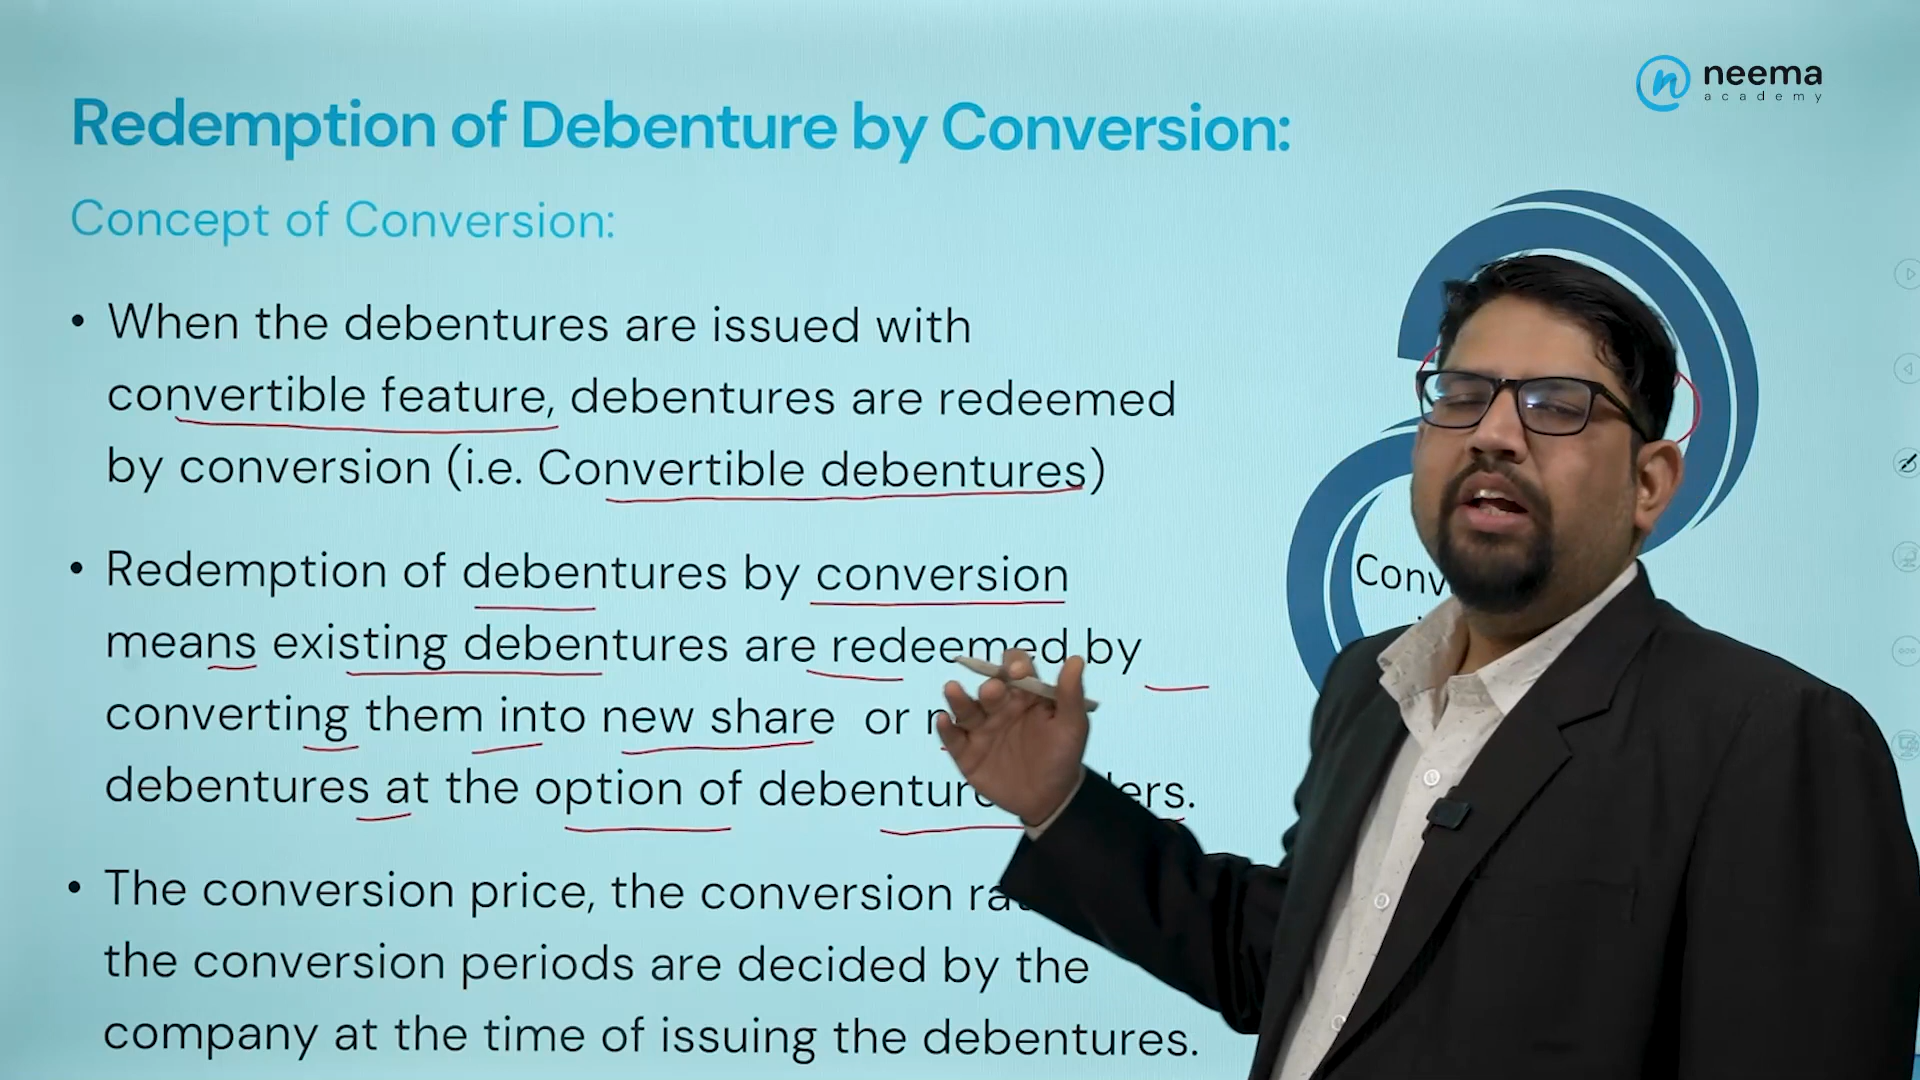 neema
academy
Redemption of Debenture by Conversion:
Concept of Conversion:
• When the debentures are issued with
convertible feature, debentures are redeemed
by conversion (i.e. Convertible debentures)
• Redemption of debentures by conversion
means existing debentures are redeemed by
converting them into new share or
debentures at the option of
The conversion price, the conversion
the conversion periods are decided by the
company at the time of issuing the debentures.